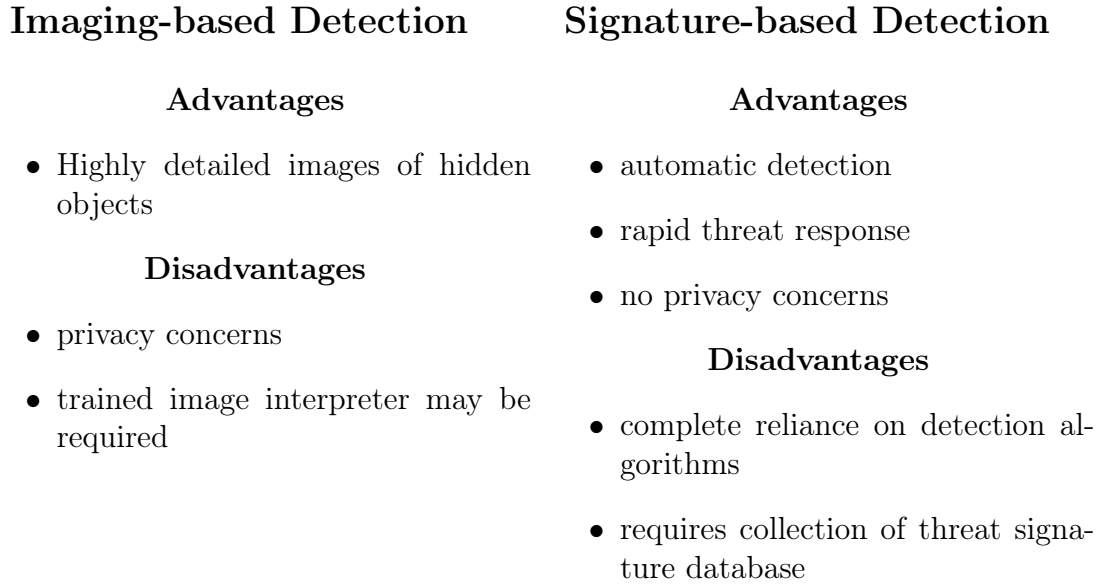 Imaging-based Detection
Advantages
• Highly detailed images of hidden
objects
Disadvantages
• privacy concerns
• trained image interpreter may be
required
Signature-based Detection
Advantages
• automatic detection
• rapid threat response
• no privacy concerns
Disadvantages
• complete reliance on detection al-
gorithms
• requires collection of threat signa-
ture database